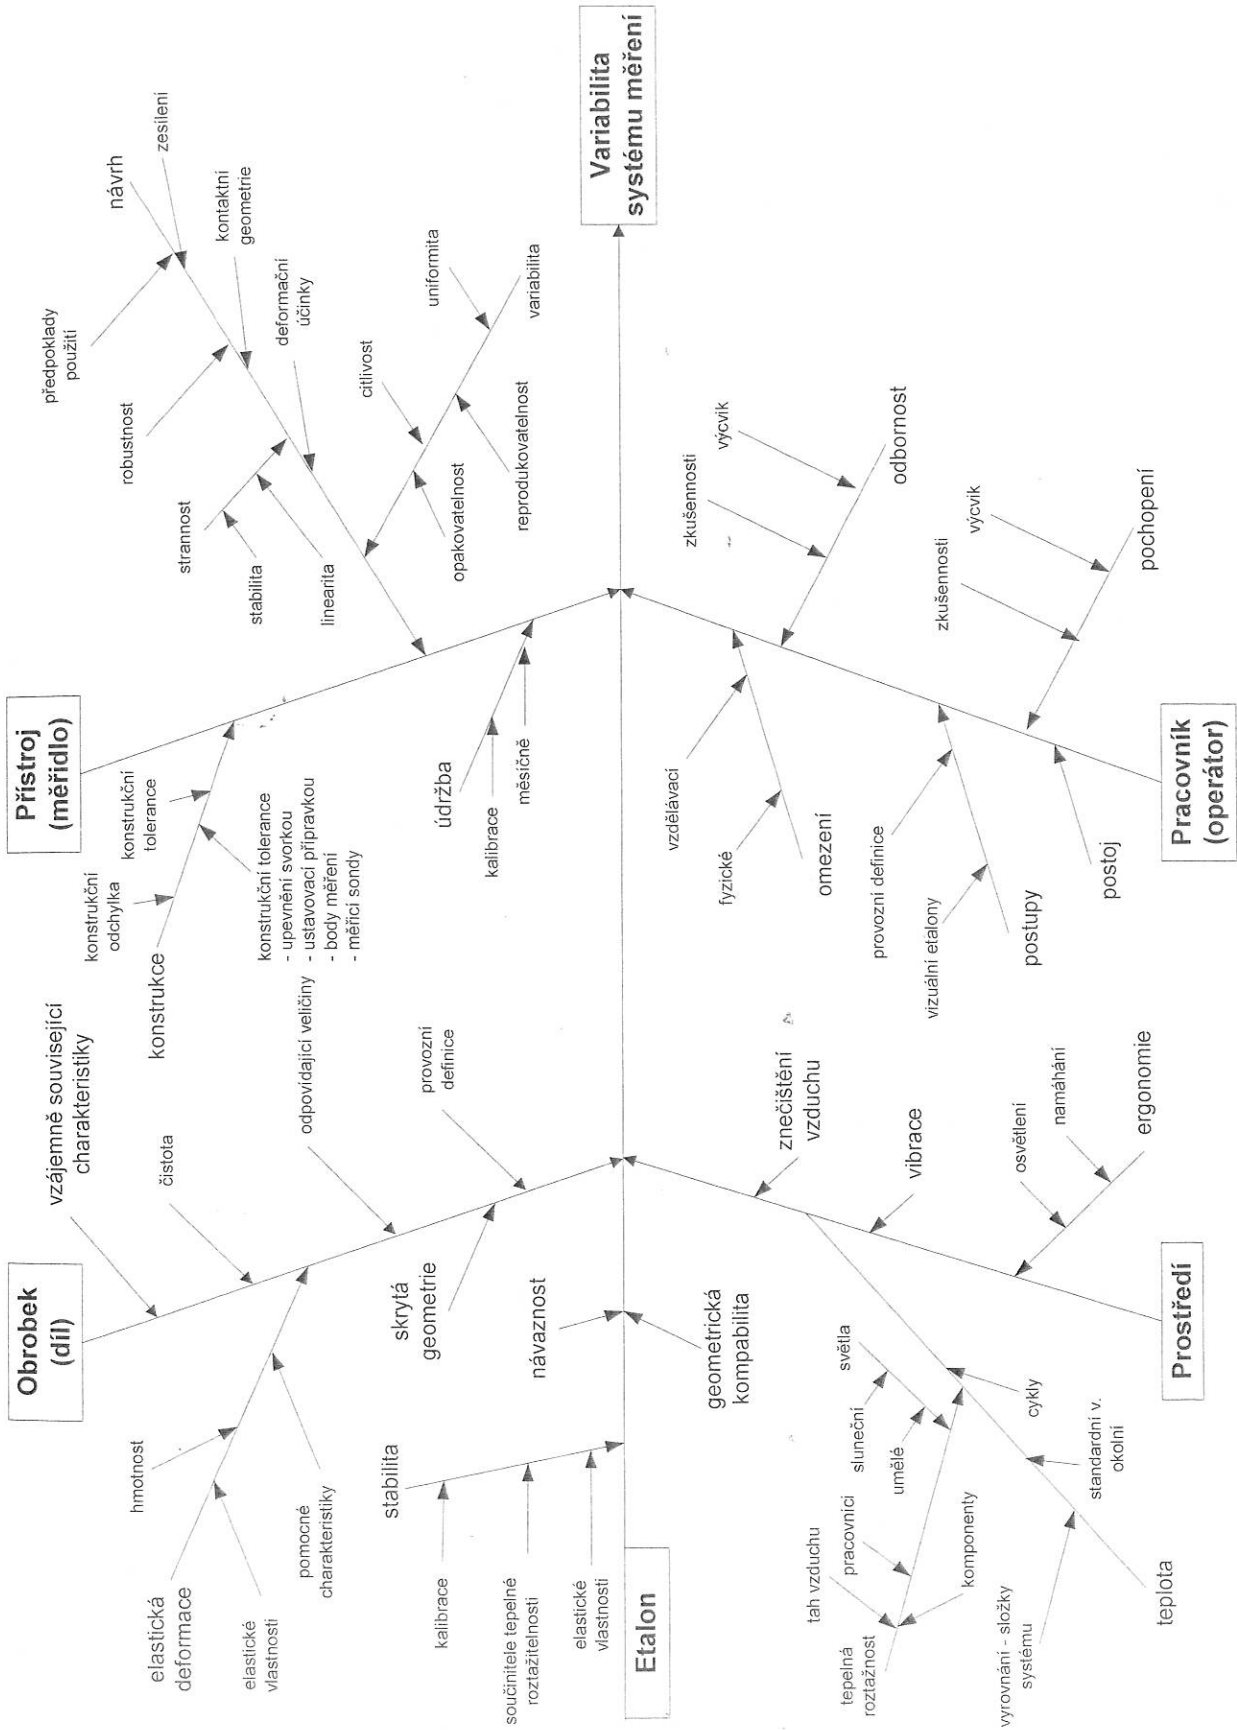 Obrobek
(díl)
vzájemně související
charakteristiky
čistota
odpovídající veličiny
provozní
definice
elastická
deformace
hmotnost
elastické
vlastnosti
pomocné
charakteristiky
skrytá
geometrie
Přístroj
(měřidlo)
konstrukce
konstrukční
odchylka
konstrukční
tolerance
konstrukční tolerance
- upevnění svorkou
- ustavovací přípravkou
- body měření
- měřicí sondy
údržba
kalibrace
měsíčně
předpoklady
použití
návrh
zesileni
robustnost
kontaktní
geometrie
strannost
stabilita
linearita
deformační
účinky
citlivost
uniformita
opakovatelnost
reprodukovatelnost
variabilita
Etalon
stabilita
kalibrace
součinitele tepelné
roztažitelnosti
elastické
vlastnosti
návaznost
geometrická
kompabilita
Variabilita
systému měření
Prostředí
znečištění
vzduchu
vibrace
osvětlení
namáhání
ergonomie
světla
sluneční
umělé
cykly
standardní v.
okolní
tah vzduchu
pracovníci
komponenty
tepelná
roztažnost
vyrovnání - složky
systému
teplota
Pracovník
(operátor)
vzdělávací
fyzické
omezení
zkušennosti
výcvik
odbornost
provozní definice
vizuální etalony
postupy
zkušennosti
výcvik
pochopení
postoj